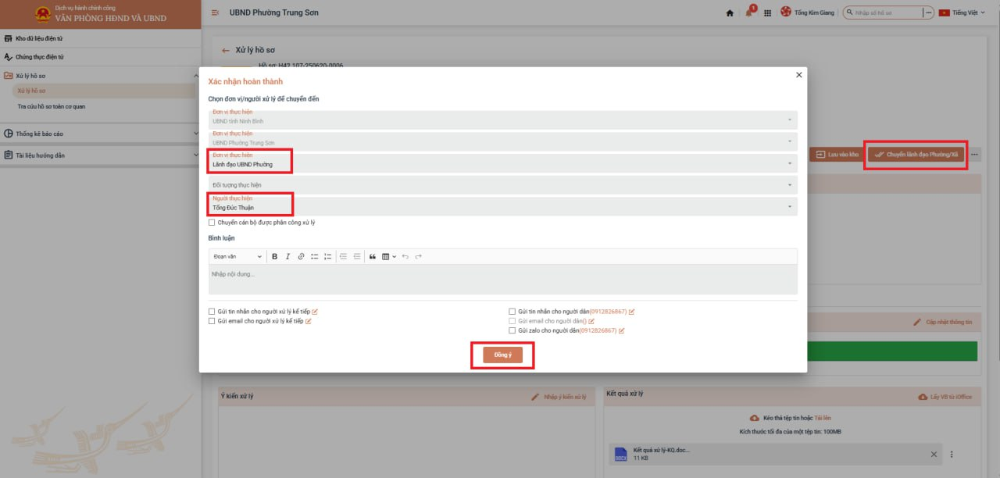 Dịch vụ hành chính công
VĂN PHÒNG HĐND VÀ UBND
UBND Phường Trung Sơn
1
Tống Kim Giang
Nhập số hồ sơ
Tiếng Việt
Kho dữ liệu điện tử
Chứng thực điện tử
Xử lý hồ sơ
Xử lý hồ sơ
Tra cứu hồ sơ toàn cơ quan
Thống kê báo cáo
Tài liệu hướng dẫn
Xử lý hồ sơ
Hồ sơ: H42.107-250620-0006
Lưu vào kho
Chuyển lãnh đạo Phường/Xã
Xác nhận hoàn thành
Chọn đơn vị/người xử lý để chuyển đến
Đơn vị thực hiện
UBND tỉnh Ninh Bình
Đơn vị thực hiện
UBND Phường Trung Sơn
Đơn vị thực hiện
Lãnh đạo UBND Phường
Đối tượng thực hiện
Người thực hiện
Tống Đức Thuận
Chuyển cán bộ được phân công xử lý
Bình luận
Đoạn văn
Nhập nội dung...
Gửi tin nhắn cho người xử lý kế tiếp
Gửi email cho người xử lý kế tiếp
Gửi tin nhắn cho người dân(0912826867)
Gửi email cho người dân()
Gửi zalo cho người dân(0912826867)
Đồng ý
Cập nhật thông tin
Ý kiến xử lý
Nhập ý kiến xử lý
Kết quả xử lý
Lấy VB từ iOffice
Kéo thả tệp tin hoặc Tải lên
Kích thước tối đa của một tệp tin: 100MB
DOCX
Kết quả xử lý-KQ.doc...
11 KB